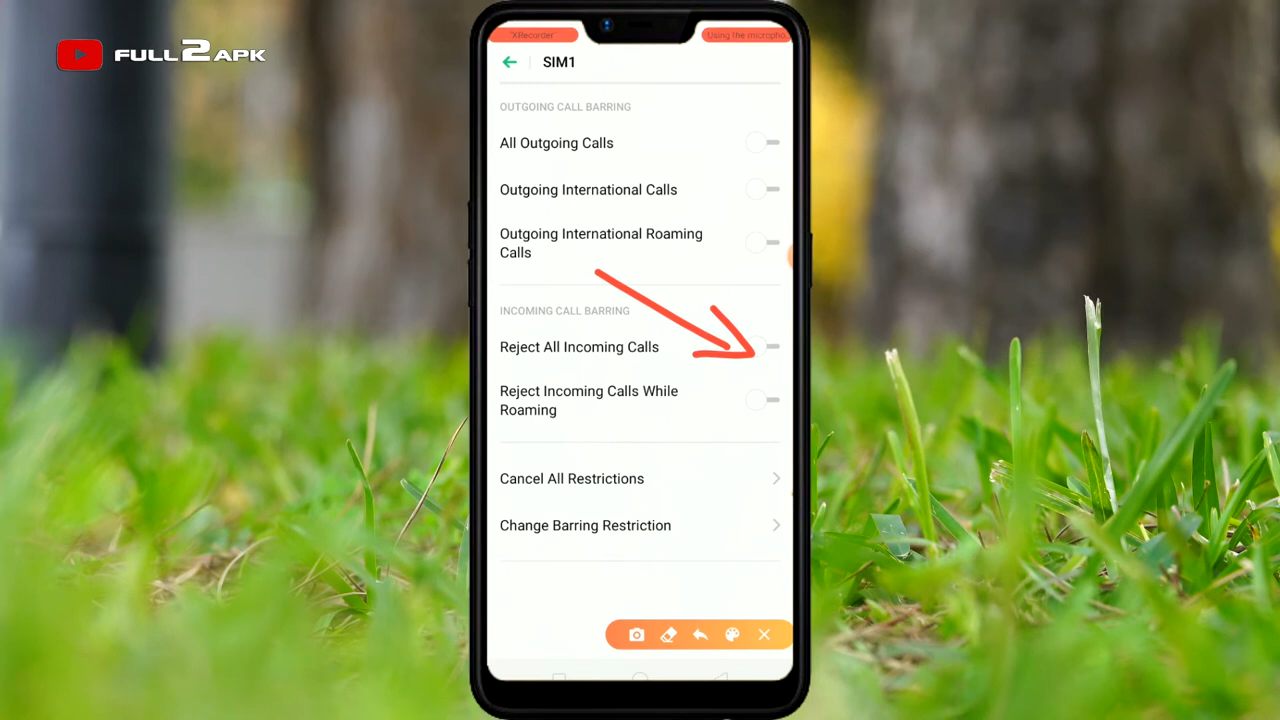 FULL2APK
"XRecorder"
Using the micropho
SIM1
OUTGOING CALL BARRING
All Outgoing Calls
Outgoing International Calls
Outgoing International Roaming
Calls
INCOMING CALL BARRING
Reject All Incoming Calls
Reject Incoming Calls While
Roaming
Cancel All Restrictions
Change Barring Restriction